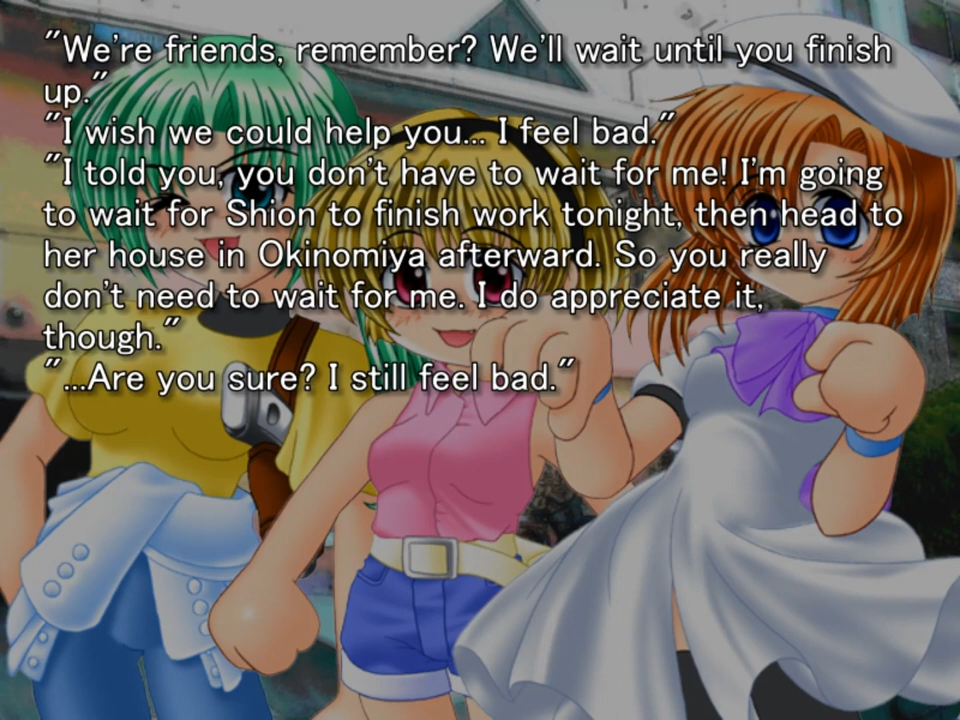 "We're friends, remember? We'll wait until you finish
up."
"I wish we could help you... I feel bad."
"I told you, you don't have to wait for me! I'm going
to wait for Shion to finish work tonight, then head to
her house in Okinomiya afterward. So you really
don't need to wait for me. I do appreciate it,
though."
"...Are you sure? I still feel bad."